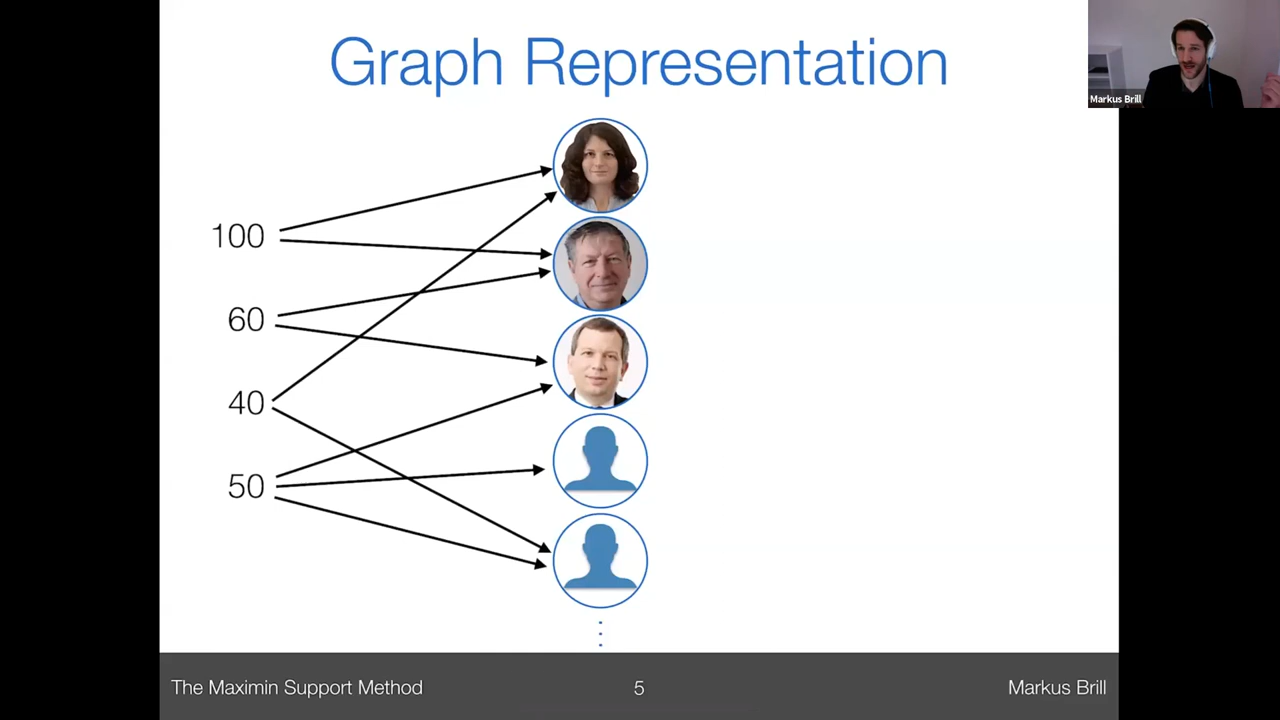 Graph Representation
Markus Brill
100
60
40
50
The Maximin Support Method
5
Markus Brill